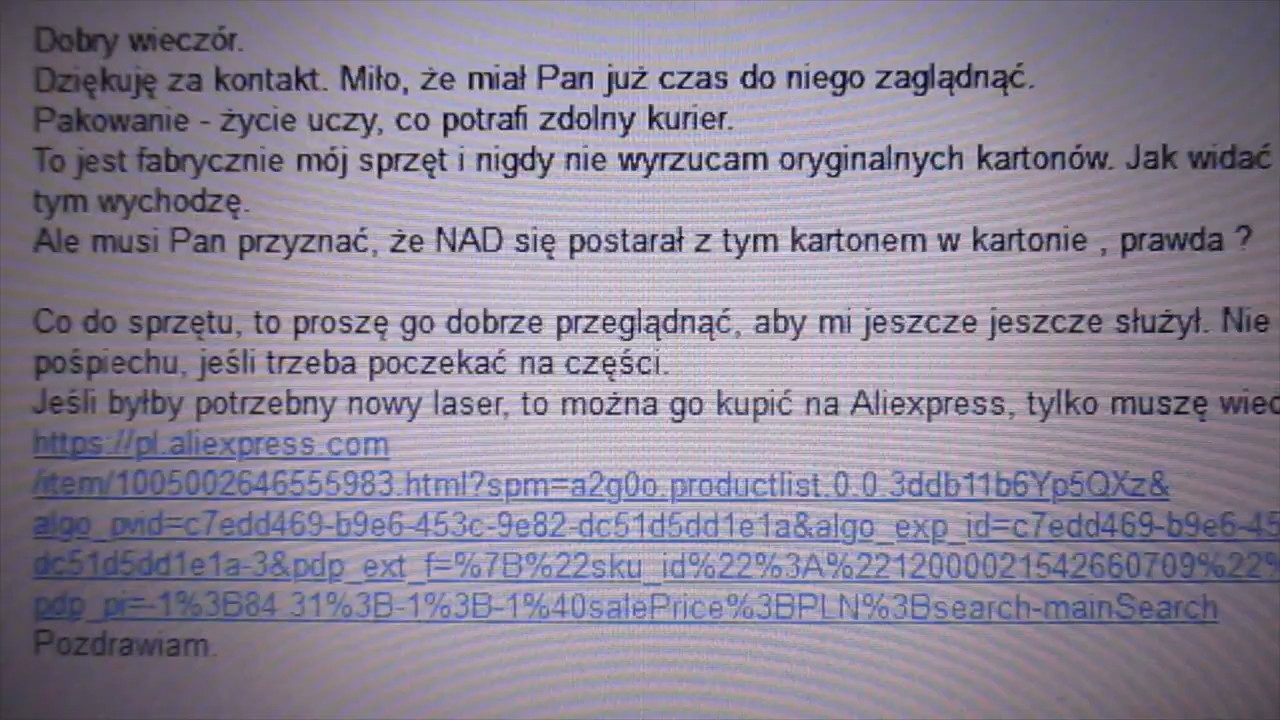 Dobry wieczór.
Dziękuję za kontakt. Miło, że miał Pan już czas do niego zaglądnąć.
Pakowanie - życie uczy, co potrafi zdolny kurier.
To jest fabrycznie mój sprzęt i nigdy nie wyrzucam oryginalnych kartonów. Jak widać
tym wychodzę.
Ale musi Pan przyznać, że NAD się postarał z tym kartonem w kartonie , prawda ?
Co do sprzętu, to proszę go dobrze przeglądnąć, aby mi jeszcze jeszcze służył. Nie
pośpiechu, jeśli trzeba poczekać na części.
Jeśli byłby potrzebny nowy laser, to można go kupić na Aliexpress, tylko muszę
https://pl.aliexpress.com
/item/1005002646555983.html?spm=a2g0o.productlist.0.0.3ddb11b6Yp5QXz&
algo_pvid=c7edd469-b9e6-453c-9e82-dc51d5dd1e1a&algo_exp_id=c7edd469-b9e6-45
dc51d5dd1e1a-3&pdp_ext_f=%7B%22sku_id%22%3A%2212000021542660709%22%
pdp_pi=-1%3B84.31%3B-1%3B-1%40salePrice%3BPLN%3Bsearch-mainSearch
Pozdrawiam.